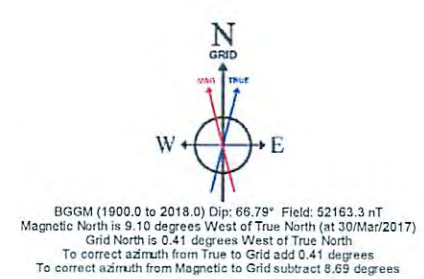 N
GRID
MAG TRUE
W E
BGGM (1900.0 to 2018.0) Dip: 66.79° Field: 52163.3 nT
Magnetic North is 9.10 degrees West of True North (at 30/Mar/2017)
Grid North is 0.41 degrees West of True North
To correct azimuth from True to Grid add 0.41 degrees
To correct azimuth from Magnetic to Grid subtract 8.69 degrees